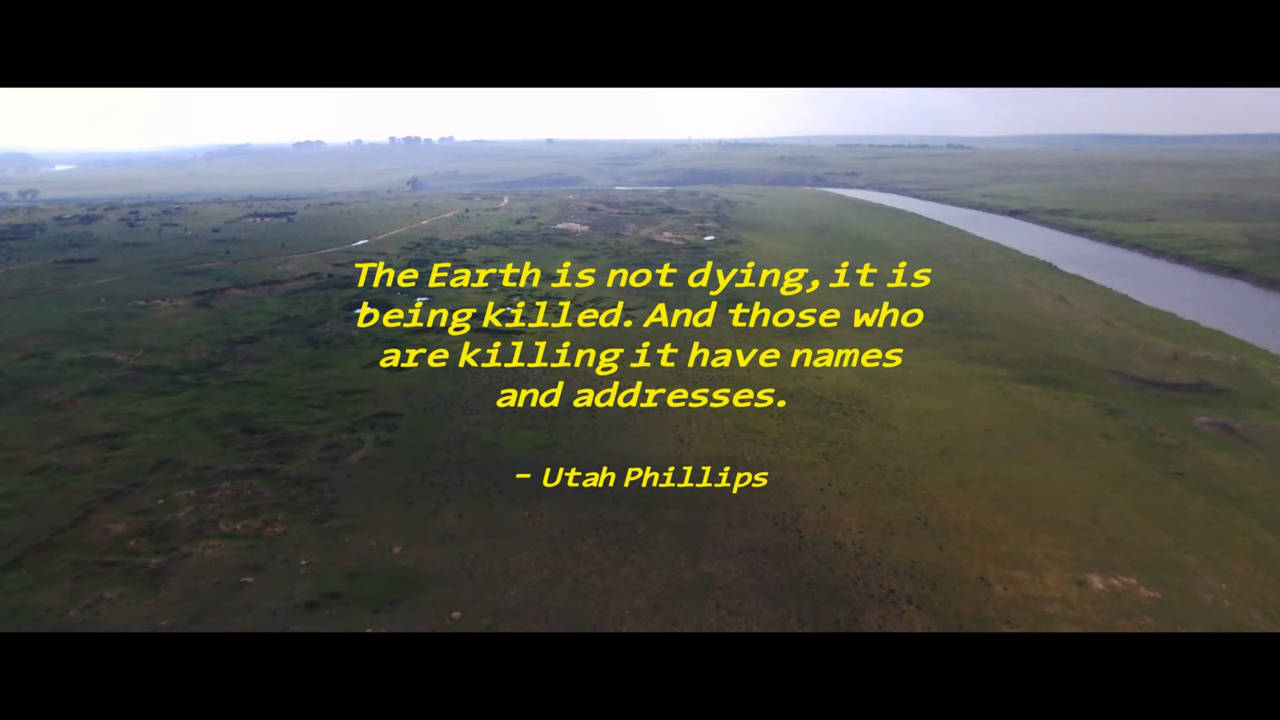 The Earth is not dying, it is
being killed. And those who
are killing it have names
and addresses.
- Utah Phillips